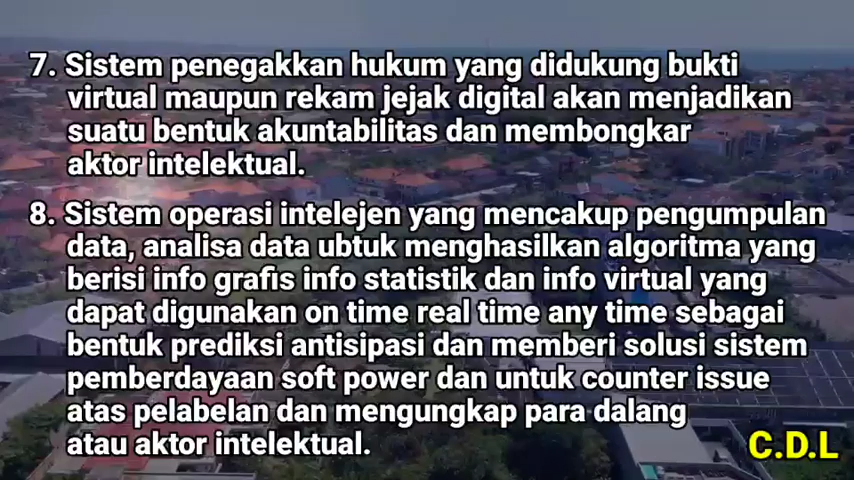 7. Sistem penegakkan hukum yang didukung bukti
virtual maupun rekam jejak digital akan menjadikan
suatu bentuk akuntabilitas dan membongkar
aktor intelektual.
8. Sistem operasi intelejen yang mencakup pengumpulan
data, analisa data ubtuk menghasilkan algoritma yang
berisi info grafis info statistik dan info virtual yang
dapat digunakan on time real time any time sebagai
bentuk prediksi antisipasi dan memberi solusi sistem
pemberdayaan soft power dan untuk counter issue
atas pelabelan dan mengungkap para dalang
atau aktor intelektual.
C.D.L